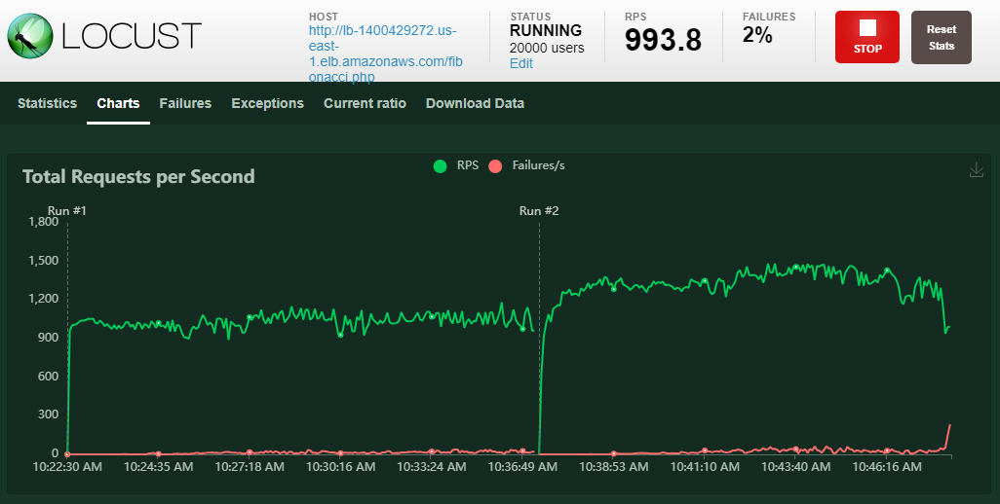 LOCUST
HOST
http://lb-1400429272.us-
east-
1.elb.amazonaws.com/fib
onacci.php
STATUS
RUNNING
20000 users
Edit
RPS
993.8
FAILURES
2%
STOP
Reset
Stats
Statistics Charts Failures Exceptions Current ratio Download Data
Total Requests per Second
RPS Failures/s
Run #1 Run #2
1,800
1,500
1,200
900
600
300
0
10:22:30 AM 10:24:35 AM 10:27:18 AM 10:30:16 AM 10:33:24 AM 10:36:49 AM 10:38:53 AM 10:41:10 AM 10:43:40 AM 10:46:16 AM